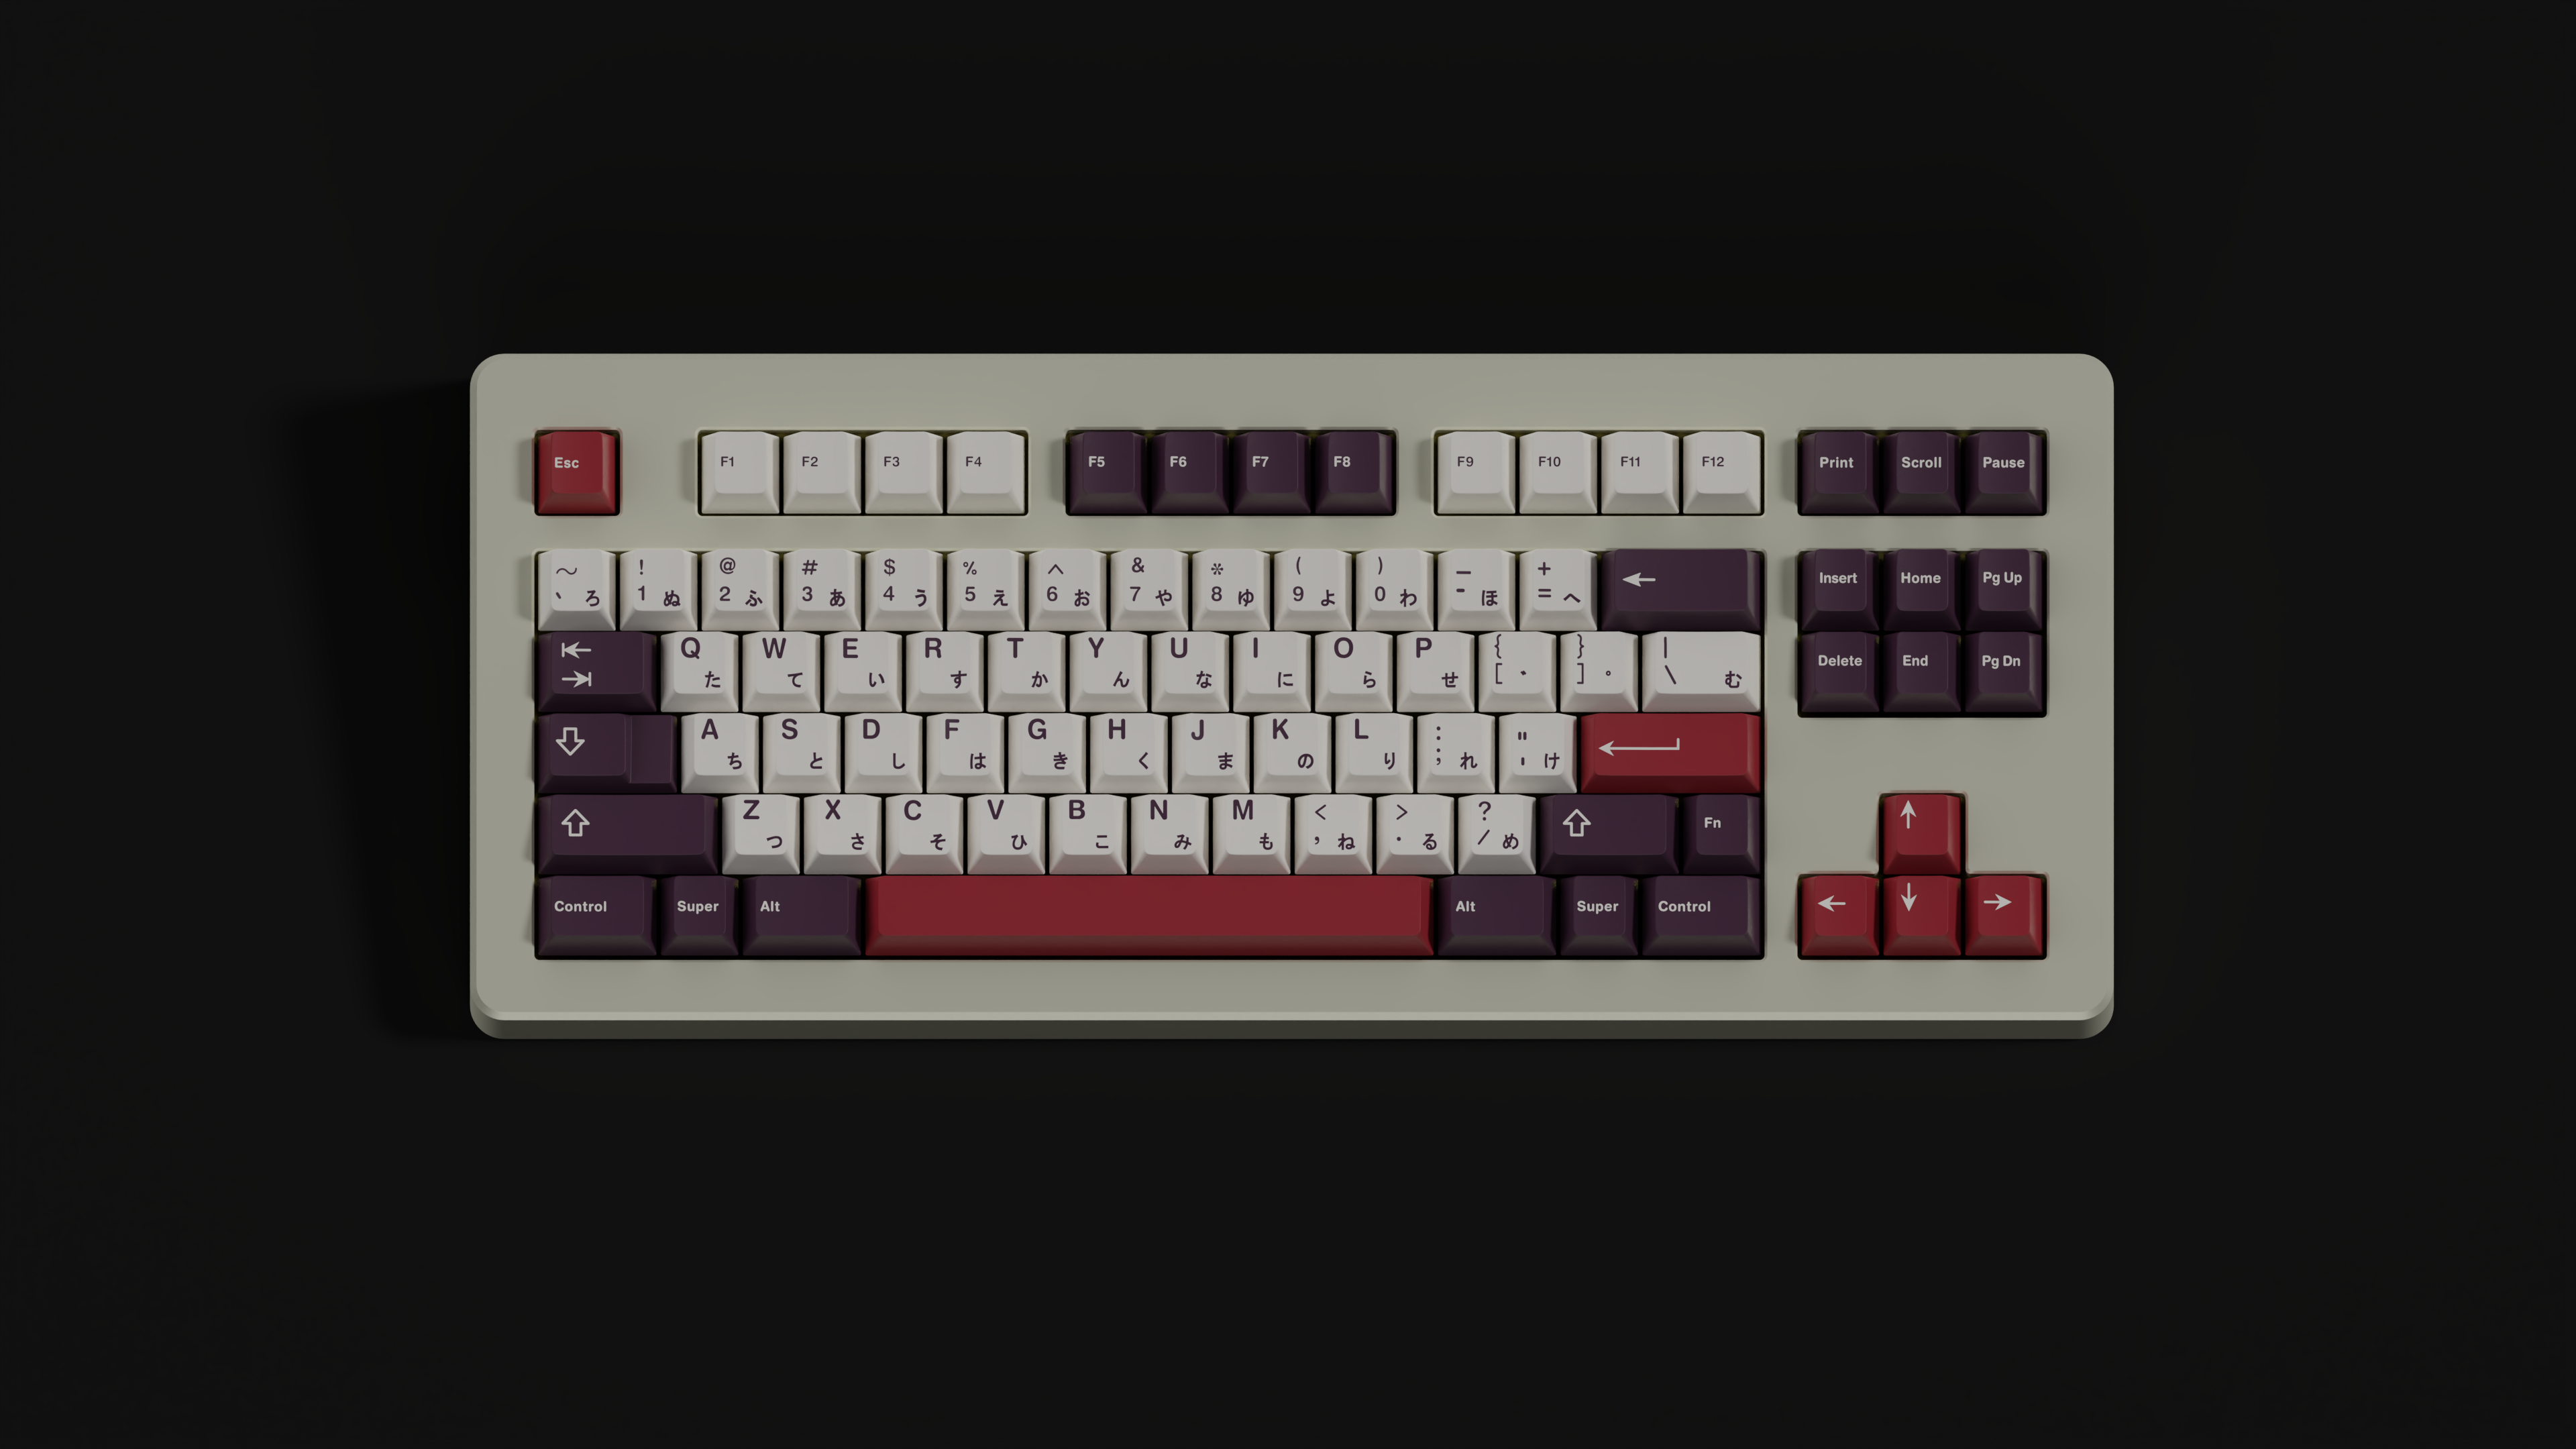 Esc F1 F2 F3 F4 F5 F6 F7 F8 F9 F10 F11 F12 Print Scroll Pause
~ ! @ # $ % ^ & * ( ) _ +
` ろ 1 ぬ 2 ふ 3 あ 4 う 5 え 6 お 7 や 8 ゆ 9 よ 0 わ - ほ = へ ← Insert Home Pg Up
⇤ Q W E R T Y U I O P { } |
⇥ た て い す か ん な に ら せ [ ゛ ] ゜ \ む Delete End Pg Dn
⇩ A S D F G H J K L : "
ち と し は き く ま の り ; れ ' け ↵
⇧ Z X C V B N M < > ? ⇧ Fn ↑
つ さ そ ひ こ み も , ね . る / め
Control Super Alt Alt Super Control ← ↓ →